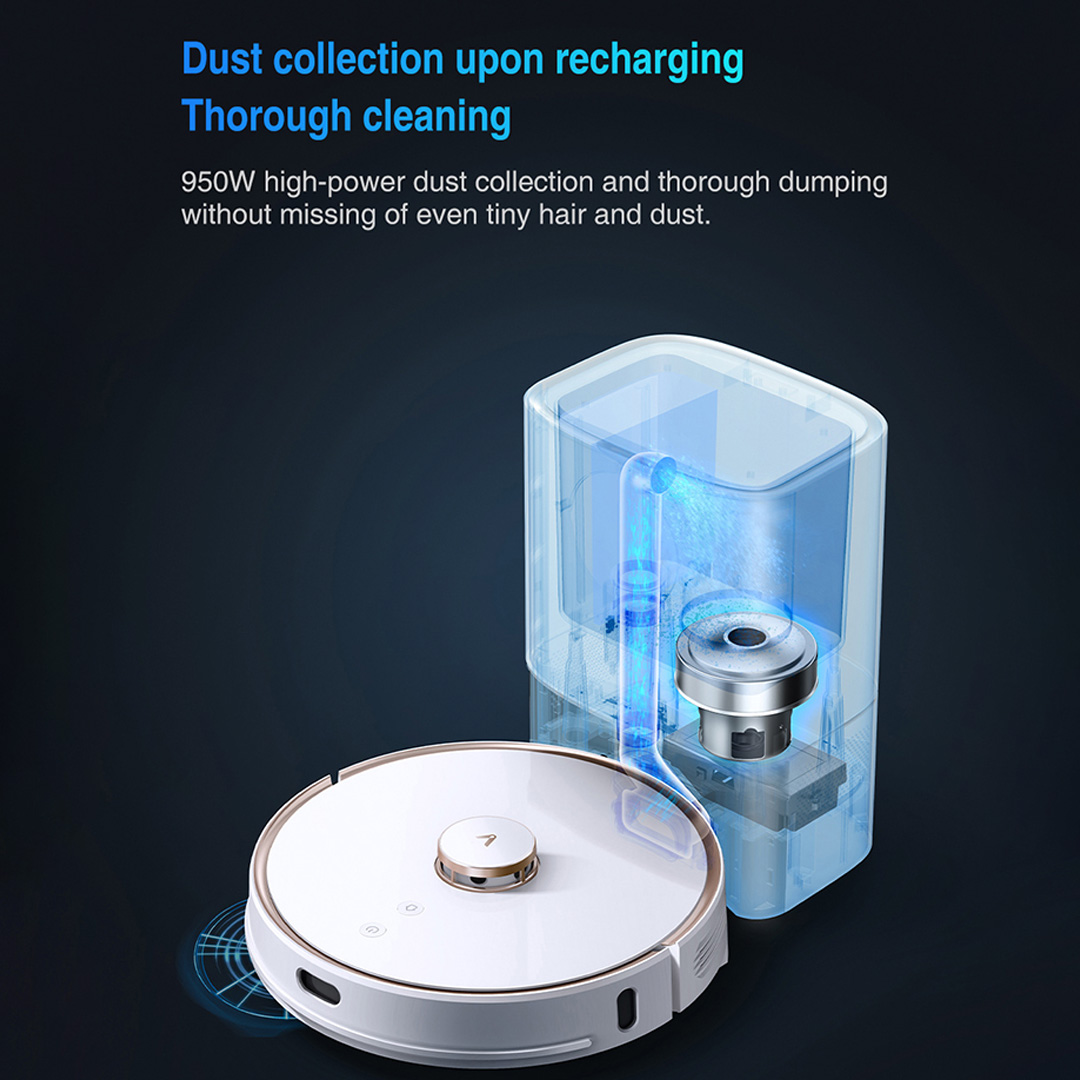 Dust collection upon recharging
Thorough cleaning
950W high-power dust collection and thorough dumping
without missing of even tiny hair and dust.